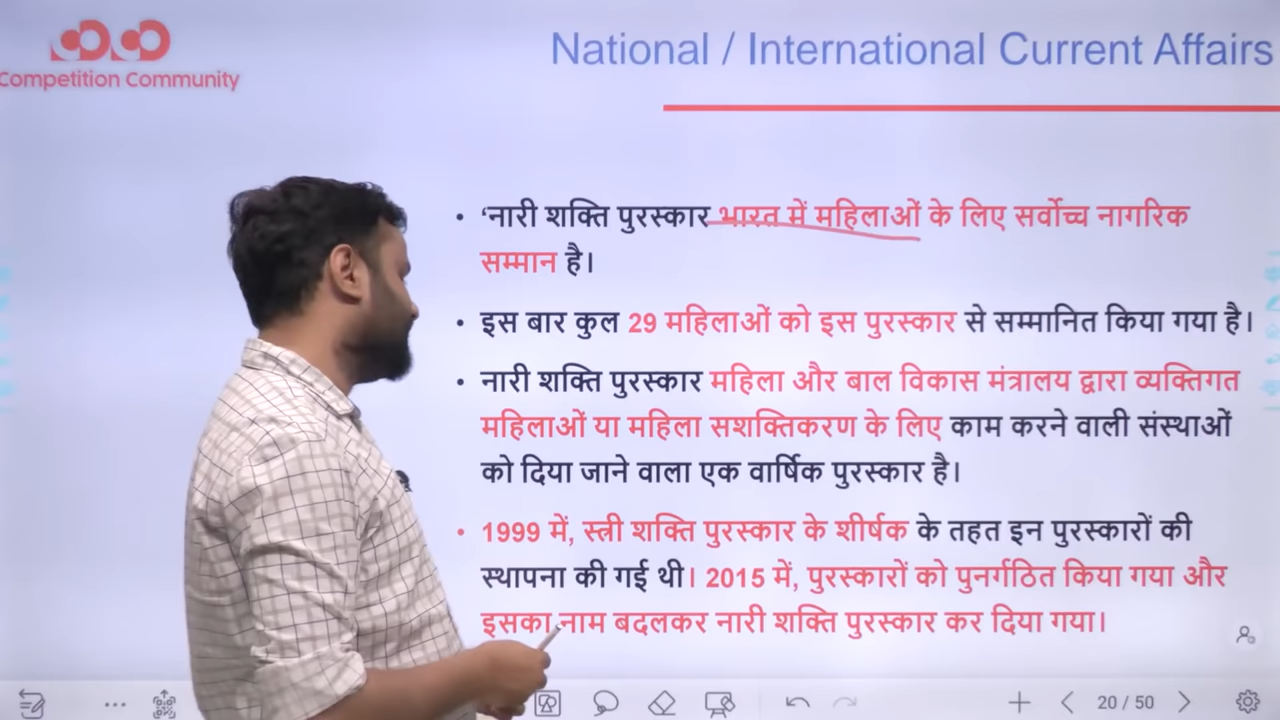 Competition Community
National / International Current Affairs
• ‘नारी शक्ति पुरस्कार भारत में महिलाओं के लिए सर्वोच्च नागरिक
सम्मान है।
• इस बार कुल 29 महिलाओं को इस पुरस्कार से सम्मानित किया गया है।
• नारी शक्ति पुरस्कार महिला और बाल विकास मंत्रालय द्वारा व्यक्तिगत
महिलाओं या महिला सशक्तिकरण के लिए काम करने वाली संस्थाओं
को दिया जाने वाला एक वार्षिक पुरस्कार है।
• 1999 में, स्त्री शक्ति पुरस्कार के शीर्षक के तहत इन पुरस्कारों की
स्थापना की गई थी। 2015 में, पुरस्कारों को पुनर्गठित किया गया और
इसका नाम बदलकर नारी शक्ति पुरस्कार कर दिया गया।
20 / 50